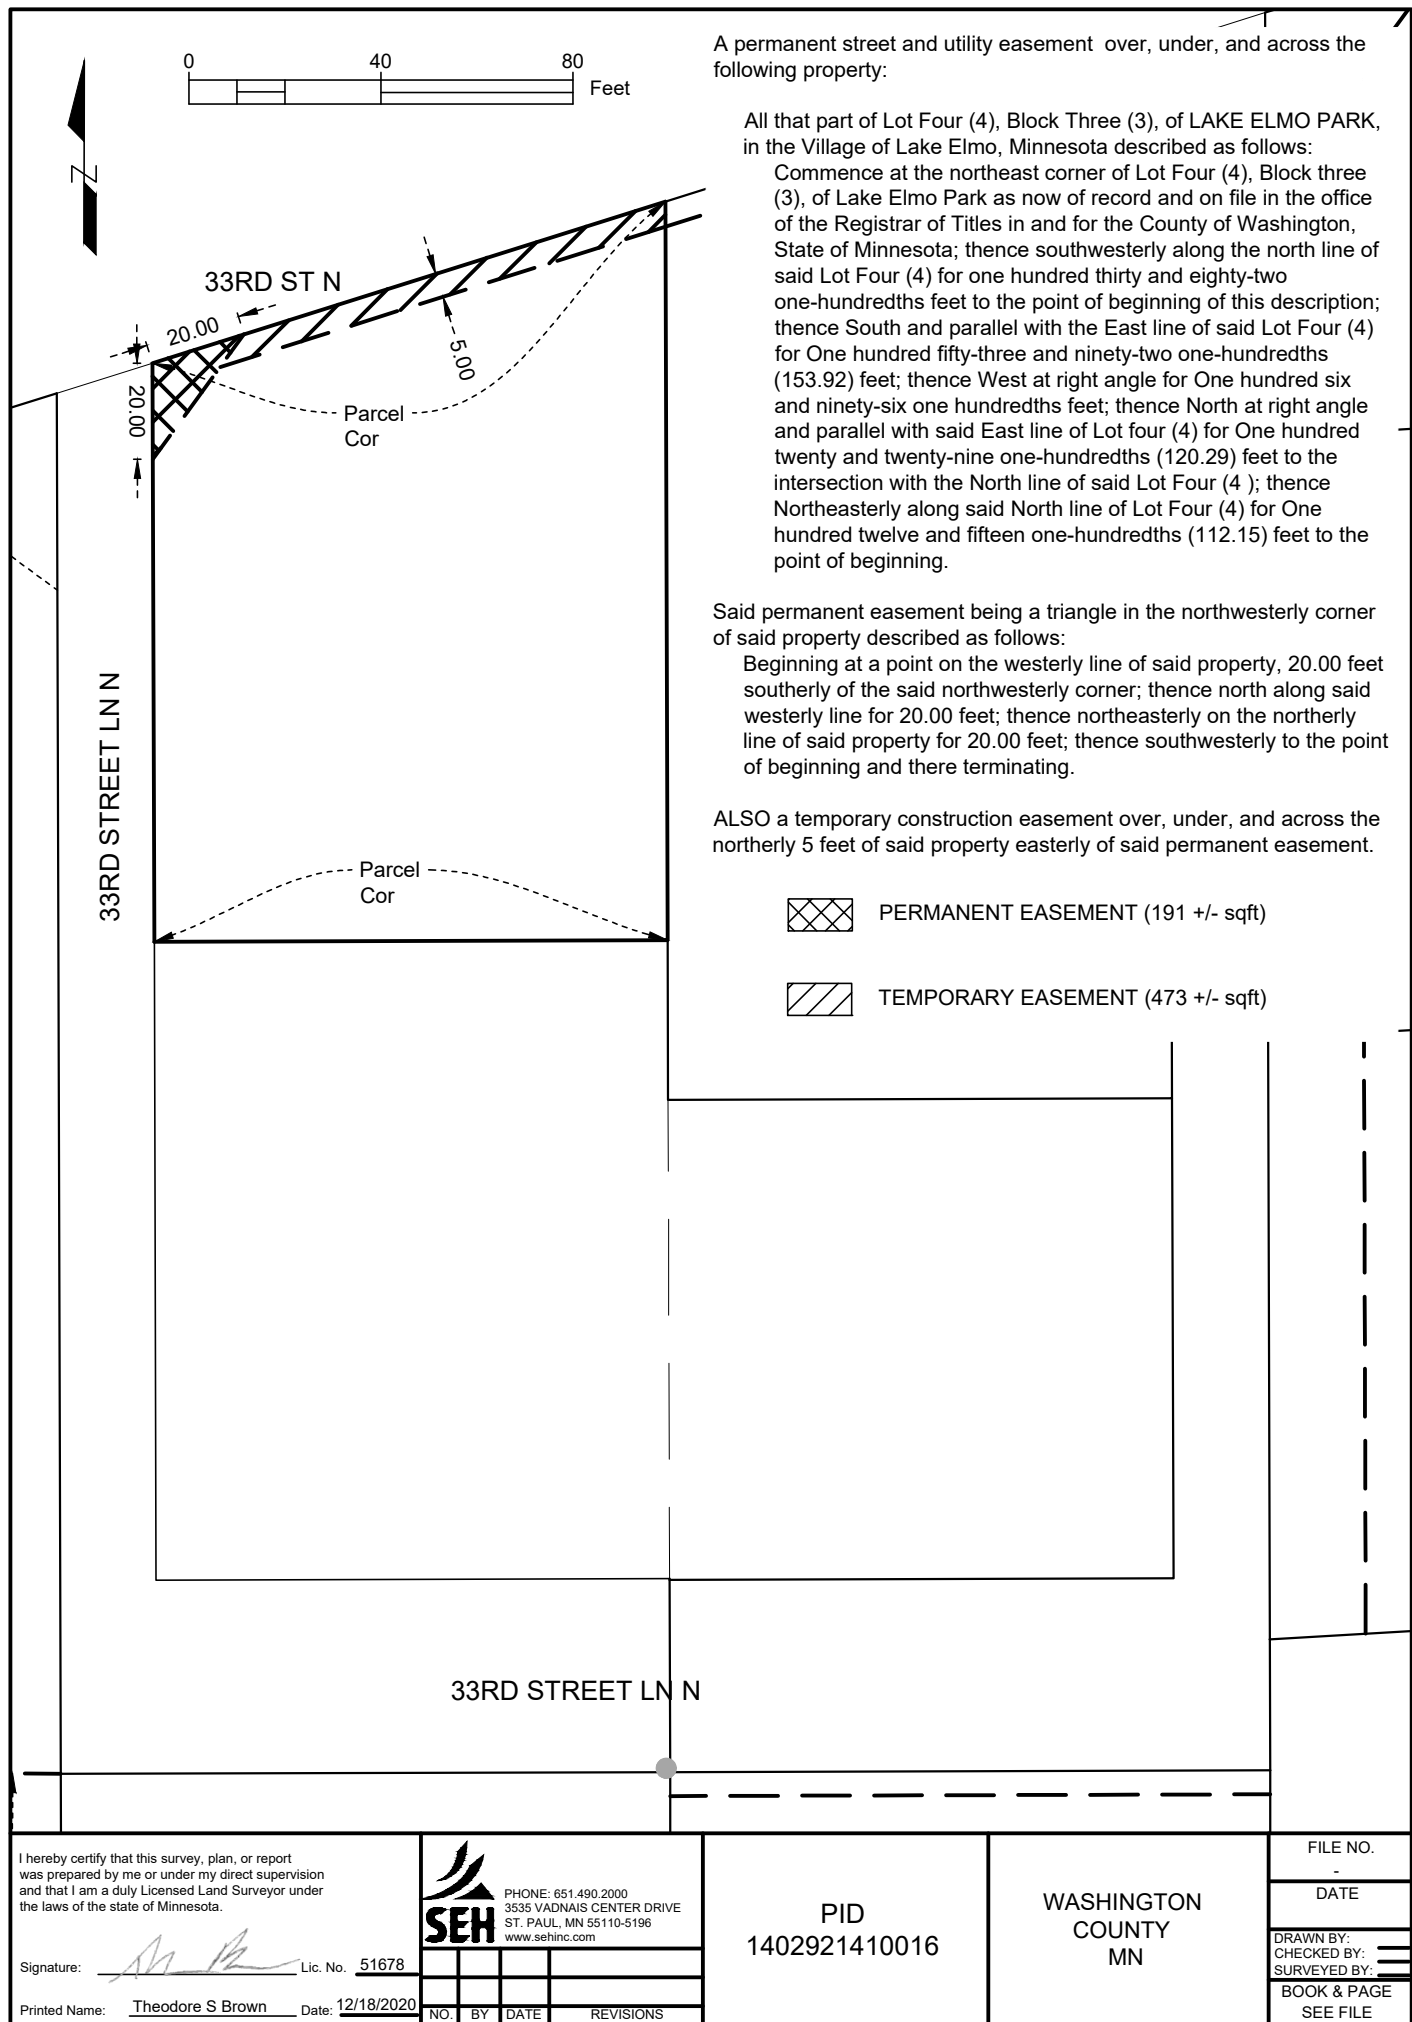 0 40 80
Feet
Z
33RD ST N
20.00
20.00
5.00
Parcel
Cor
33RD STREET LN N
Parcel
Cor
A permanent street and utility easement over, under, and across the
following property:
All that part of Lot Four (4), Block Three (3), of LAKE ELMO PARK,
in the Village of Lake Elmo, Minnesota described as follows:
Commence at the northeast corner of Lot Four (4), Block three
(3), of Lake Elmo Park as now of record and on file in the office
of the Registrar of Titles in and for the County of Washington,
State of Minnesota; thence southwesterly along the north line of
said Lot Four (4) for one hundred thirty and eighty-two
one-hundredths feet to the point of beginning of this description;
thence South and parallel with the East line of said Lot Four (4)
for One hundred fifty-three and ninety-two one-hundredths
(153.92) feet; thence West at right angle for One hundred six
and ninety-six one hundredths feet; thence North at right angle
and parallel with said East line of Lot four (4) for One hundred
twenty and twenty-nine one-hundredths (120.29) feet to the
intersection with the North line of said Lot Four (4 ); thence
Northeasterly along said North line of Lot Four (4) for One
hundred twelve and fifteen one-hundredths (112.15) feet to the
point of beginning.
Said permanent easement being a triangle in the northwesterly corner
of said property described as follows:
Beginning at a point on the westerly line of said property, 20.00 feet
southerly of the said northwesterly corner; thence north along said
westerly line for 20.00 feet; thence northeasterly on the northerly
line of said property for 20.00 feet; thence southwesterly to the point
of beginning and there terminating.
ALSO a temporary construction easement over, under, and across the
northerly 5 feet of said property easterly of said permanent easement.
PERMANENT EASEMENT (191 +/- sqft)
TEMPORARY EASEMENT (473 +/- sqft)
33RD STREET LN N
I hereby certify that this survey, plan, or report
was prepared by me or under my direct supervision
and that I am a duly Licensed Land Surveyor under
the laws of the state of Minnesota.
Signature: Lic. No. 51678
Printed Name: Theodore S Brown Date: 12/18/2020
SEH
PHONE: 651.490.2000
3535 VADNAIS CENTER DRIVE
ST. PAUL, MN 55110-5196
www.sehinc.com
NO. BY DATE REVISIONS
PID
1402921410016
WASHINGTON
COUNTY
MN
FILE NO.
-
DATE
DRAWN BY:
CHECKED BY:
SURVEYED BY:
BOOK & PAGE
SEE FILE